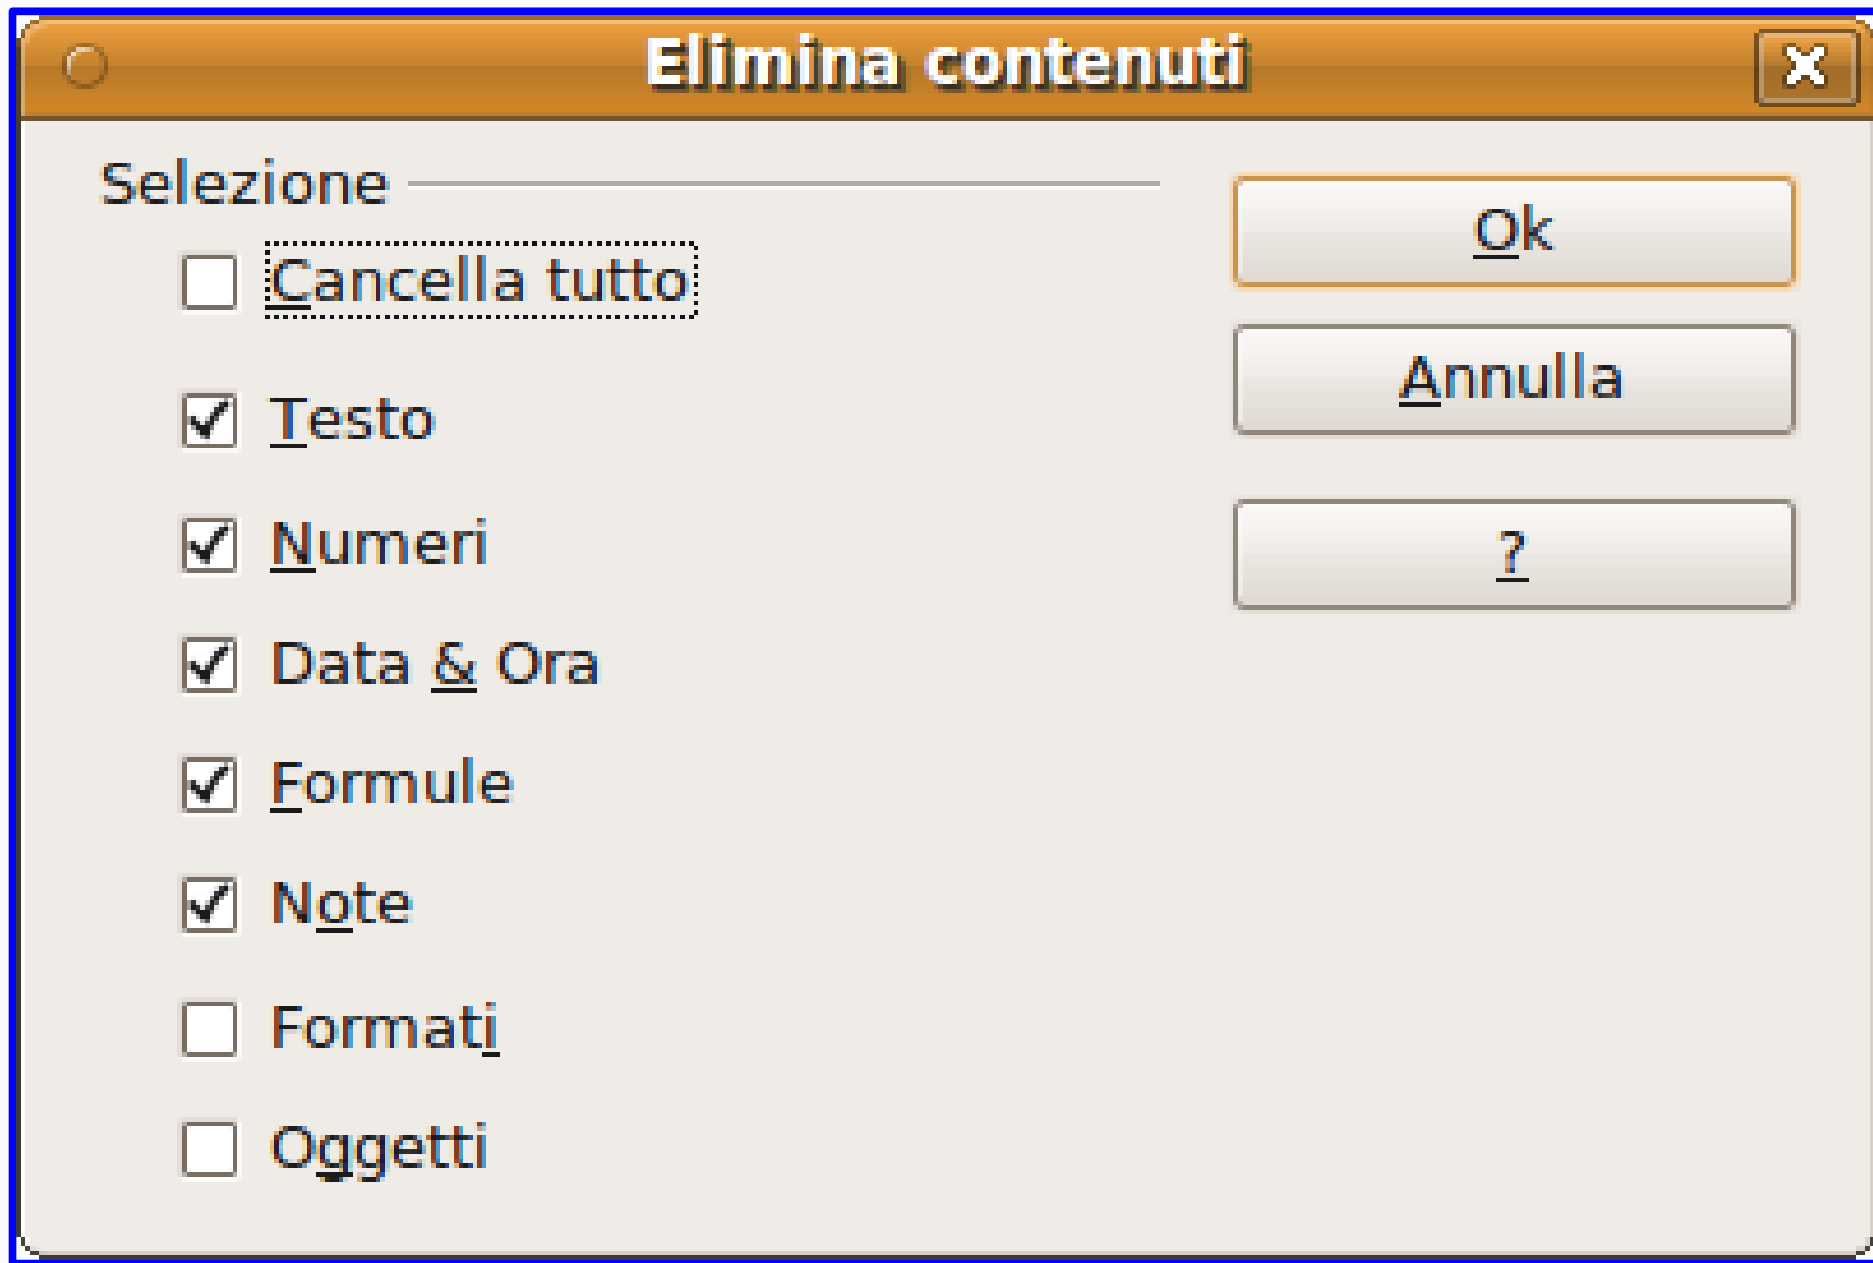 Elimina contenuti
Selezione
Cancella tutto
Testo
Numeri
Data & Ora
Formule
Note
Formati
Oggetti
Ok
Annulla
?